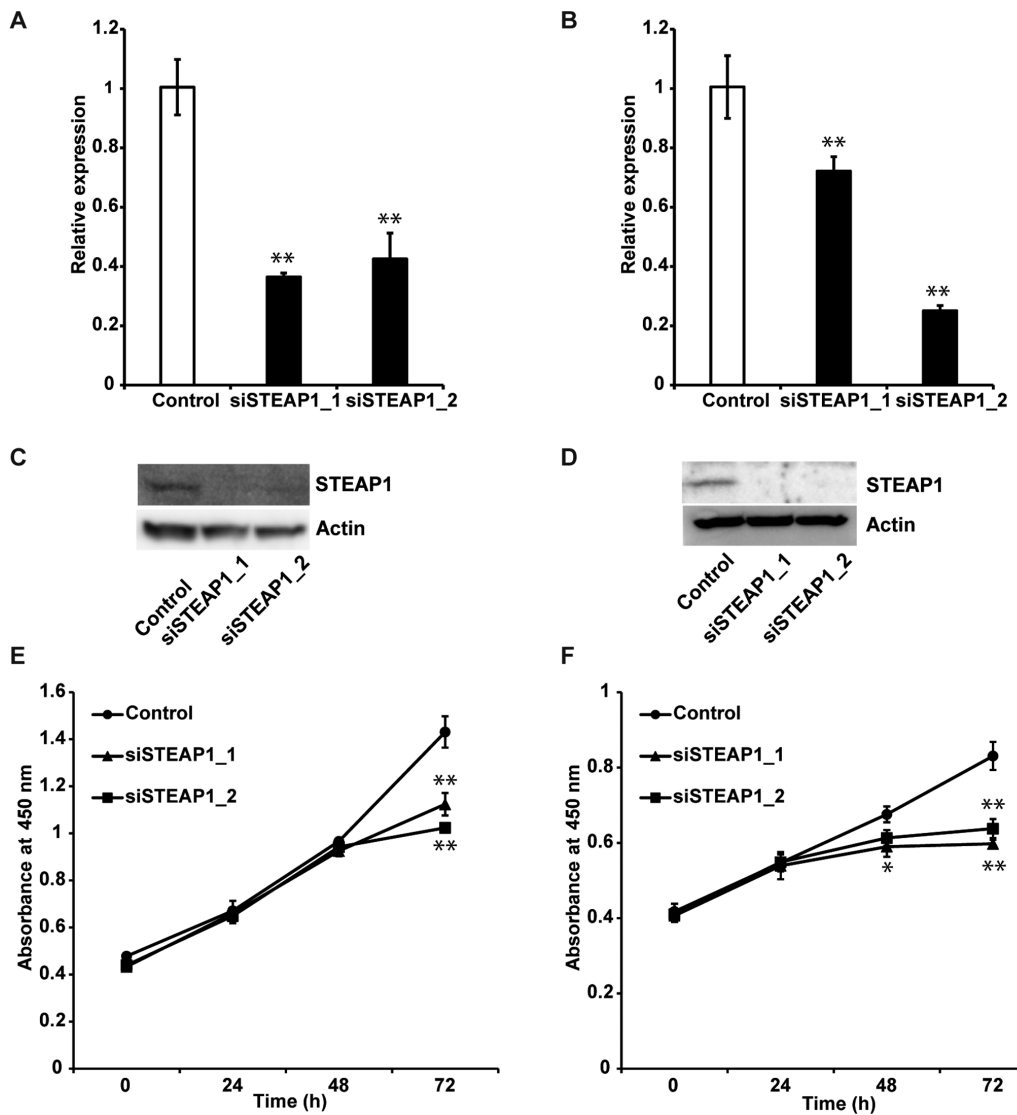 A
1.2
1
0.8
0.6
0.4
0.2
0
Relative expression
**
**
Control siSTEAP1_1 siSTEAP1_2
B
1.2
1
0.8
0.6
0.4
0.2
0
Relative expression
**
**
Control siSTEAP1_1 siSTEAP1_2
C
STEAP1
Actin
Control
siSTEAP1_1
siSTEAP1_2
D
STEAP1
Actin
Control
siSTEAP1_1
siSTEAP1_2
E
1.6
1.4
1.2
1
0.8
0.6
0.4
0.2
0
Absorbance at 450 nm
Control
siSTEAP1_1
siSTEAP1_2
**
**
0 24 48 72
Time (h)
F
1
0.8
0.6
0.4
0.2
0
Absorbance at 450 nm
Control
siSTEAP1_1
siSTEAP1_2
**
*
**
0 24 48 72
Time (h)